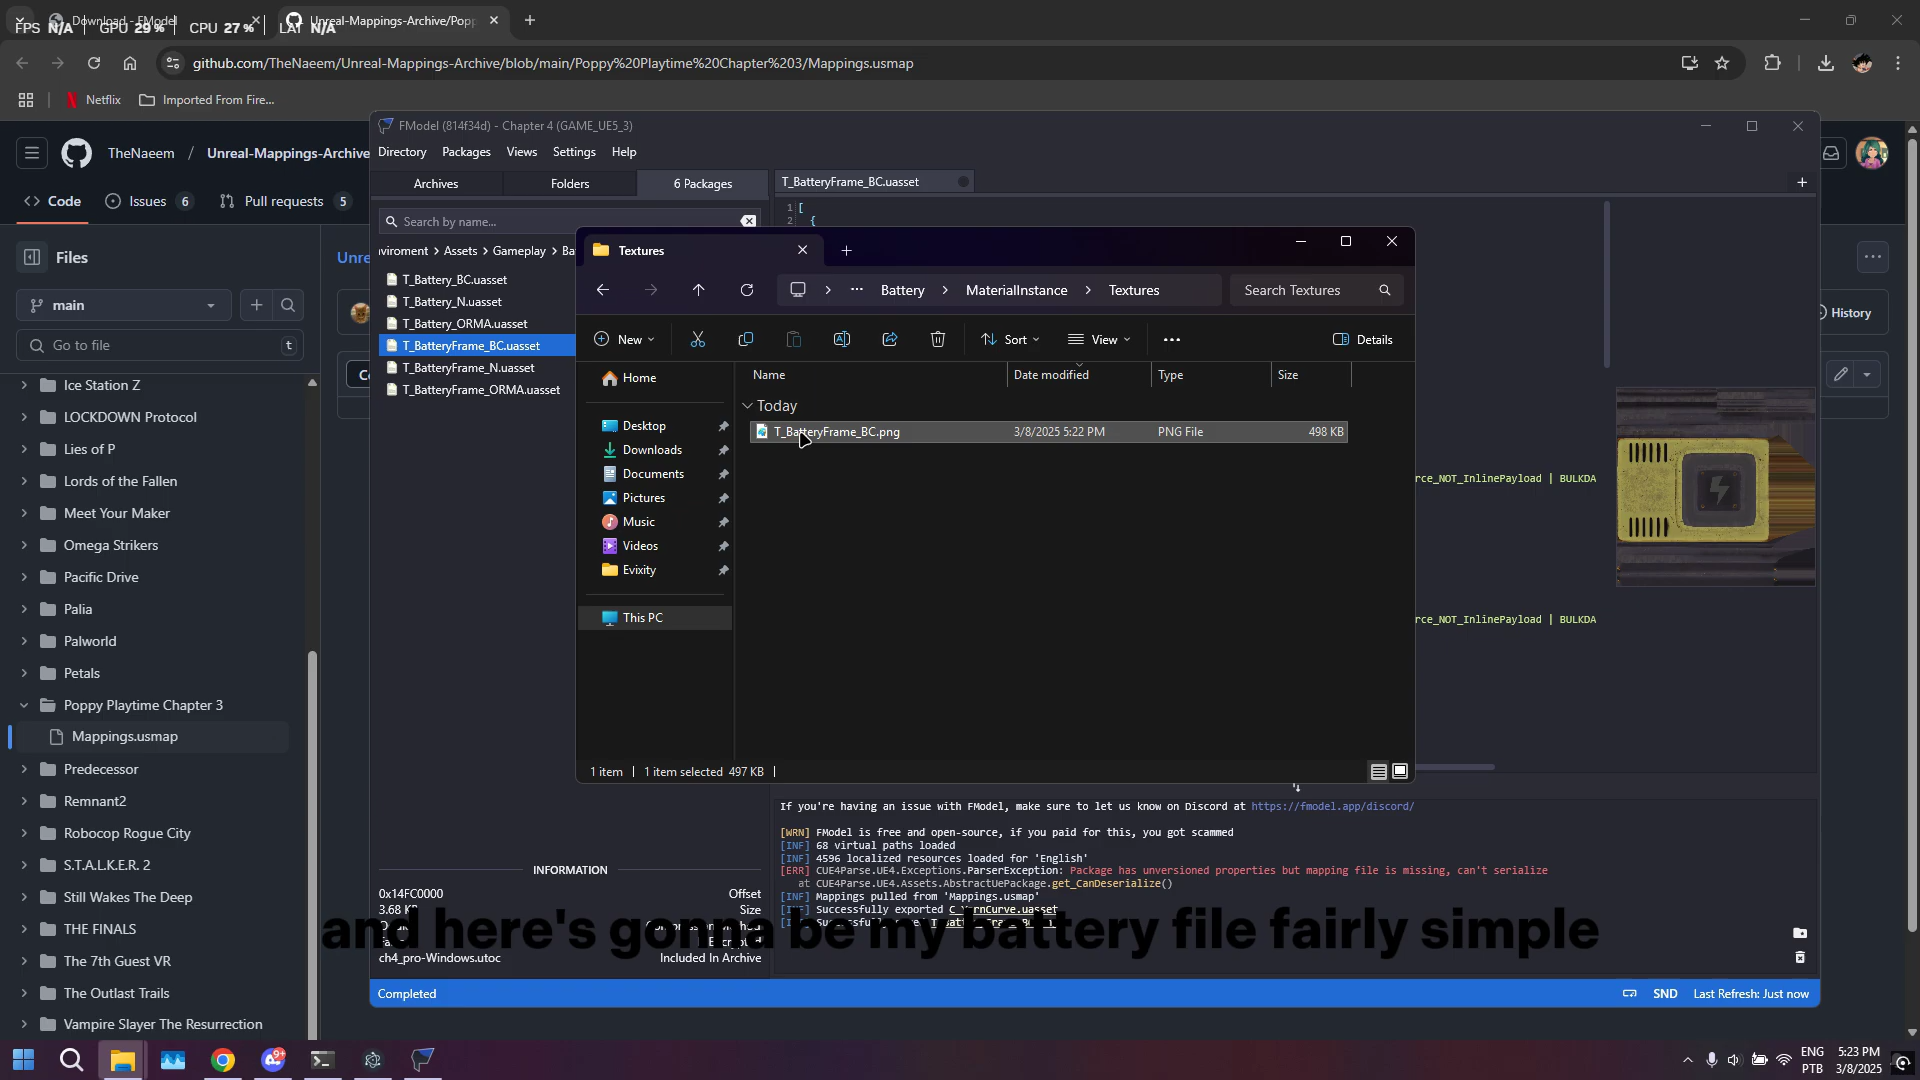 Download - FModel
Unreal-Mappings-Archive/Popp
FPS N/A GPU 29 % CPU 27 % LAT N/A
github.com/TheNaeem/Unreal-Mappings-Archive/blob/main/Poppy%20Playtime%20Chapter%203/Mappings.usmap
Netflix
Imported From Fire...
TheNaeem / Unreal-Mappings-Archive
Code
Issues 6
Pull requests 5
Files
main
Go to file
t
Ice Station Z
LOCKDOWN Protocol
Lies of P
Lords of the Fallen
Meet Your Maker
Omega Strikers
Pacific Drive
Palia
Palworld
Petals
Poppy Playtime Chapter 3
Mappings.usmap
Predecessor
Remnant2
Robocop Rogue City
S.T.A.L.K.E.R. 2
Still Wakes The Deep
THE FINALS
The 7th Guest VR
The Outlast Trails
Vampire Slayer The Resurrection
Unre
History
FModel (814f34d) - Chapter 4 (GAME_UE5_3)
Directory Packages Views Settings Help
Archives
Folders
6 Packages
Search by name...
viroment > Assets > Gameplay > Ba
T_Battery_BC.uasset
T_Battery_N.uasset
T_Battery_ORMA.uasset
T_BatteryFrame_BC.uasset
T_BatteryFrame_N.uasset
T_BatteryFrame_ORMA.uasset
T_BatteryFrame_BC.uasset
1 [
2 {
rce_NOT_InlinePayload | BULKDA
rce_NOT_InlinePayload | BULKDA
Textures
Battery > MaterialInstance > Textures
Search Textures
New
Sort
View
Details
Home
Desktop
Downloads
Documents
Pictures
Music
Videos
Evixity
This PC
Name
Date modified
Type
Size
Today
T_BatteryFrame_BC.png 3/8/2025 5:22 PM PNG File 498 KB
1 item 1 item selected 497 KB
INFORMATION
0x14FC0000 Offset
3.68 Size
ch4_pro-Windows.utoc Included In Archive
If you're having an issue with FModel, make sure to let us know on Discord at https://fmodel.app/discord/
[WRN] FModel is free and open-source, if you paid for this, you got scammed
[INF] 68 virtual paths loaded
[INF] 4596 localized resources loaded for 'English'
[ERR] CUE4Parse.UE4.Exceptions.ParserException: Package has unversioned properties but mapping file is missing, can't serialize
at CUE4Parse.UE4.Assets.AbstractUePackage.get_CanDeserialize()
[INF] Mappings pulled from 'Mappings.usmap'
Successfully exported
and here's gonna be my battery file fairly simple
Completed
SND
Last Refresh: Just now
9+
ENG
PTB
5:23 PM
3/8/2025